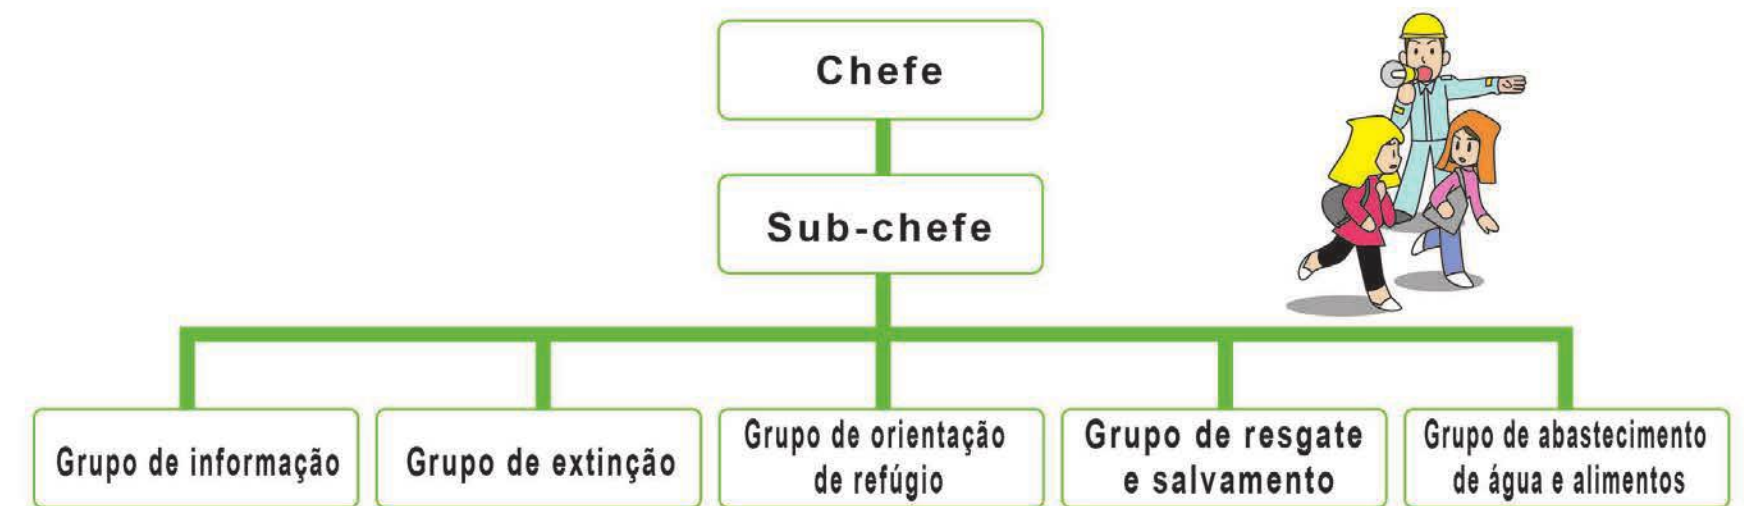 Chefe
Sub-chefe
Grupo de informação
Grupo de extinção
Grupo de orientação
de refúgio
Grupo de resgate
e salvamento
Grupo de abastecimento
de água e alimentos